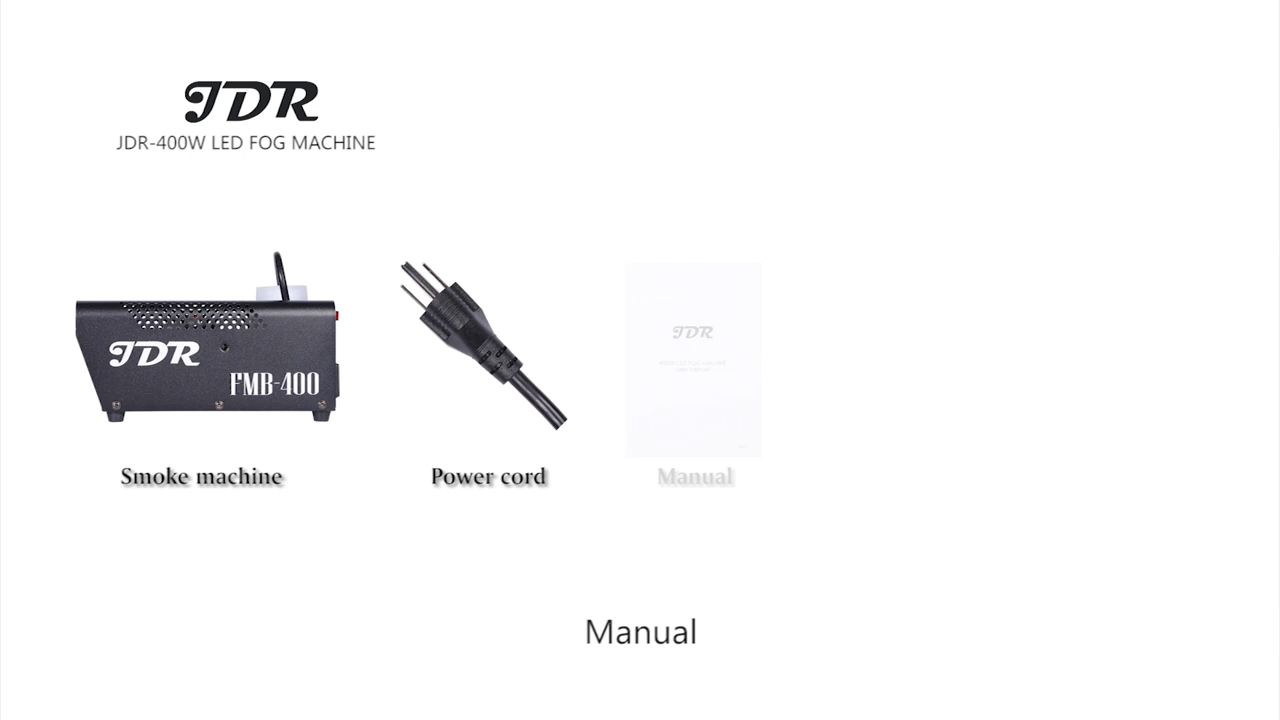 JDR
JDR-400W LED FOG MACHINE
JDR
FMB-400
JDR
Smoke machine
Power cord
Manual
Manual